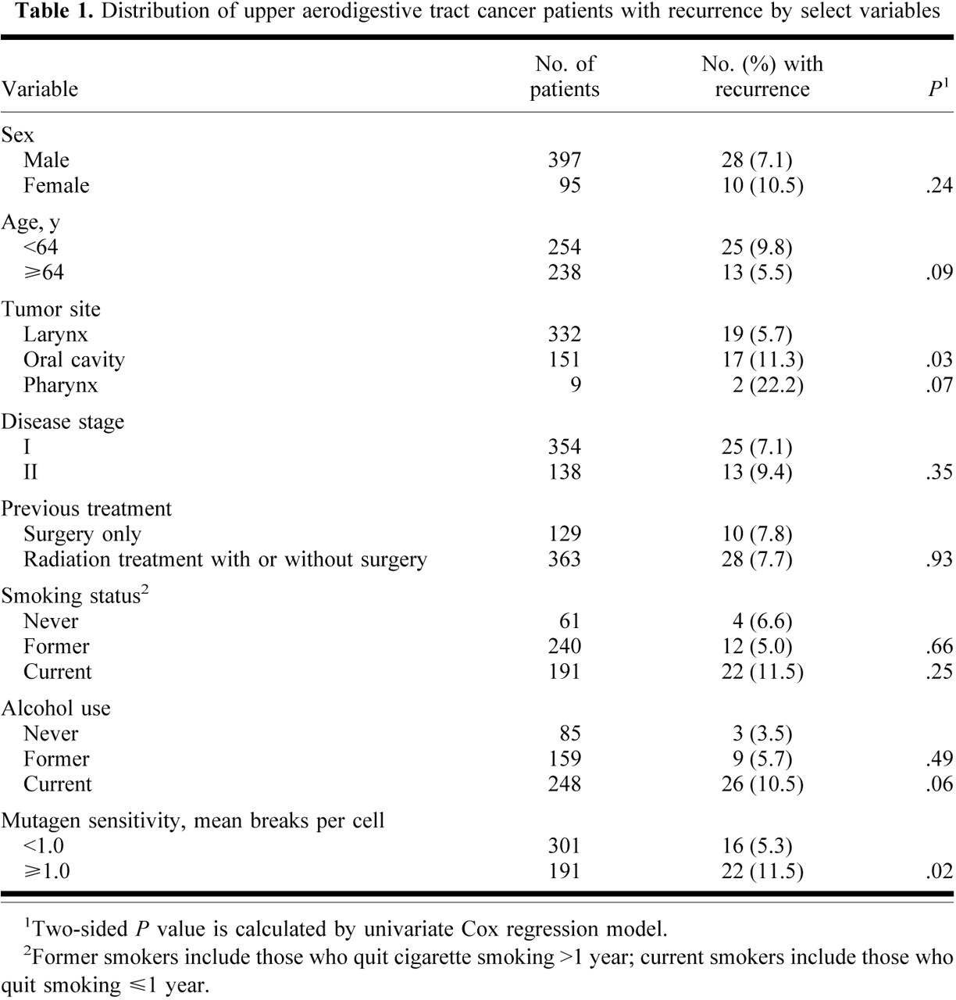 Table 1. Distribution of upper aerodigestive tract cancer patients with recurrence by select variables
Variable No. of patients No. (%) with recurrence P¹
Sex
Male 397 28 (7.1)
Female 95 10 (10.5) .24
Age, y
<64 254 25 (9.8)
⩾64 238 13 (5.5) .09
Tumor site
Larynx 332 19 (5.7)
Oral cavity 151 17 (11.3) .03
Pharynx 9 2 (22.2) .07
Disease stage
I 354 25 (7.1)
II 138 13 (9.4) .35
Previous treatment
Surgery only 129 10 (7.8)
Radiation treatment with or without surgery 363 28 (7.7) .93
Smoking status²
Never 61 4 (6.6)
Former 240 12 (5.0) .66
Current 191 22 (11.5) .25
Alcohol use
Never 85 3 (3.5)
Former 159 9 (5.7) .49
Current 248 26 (10.5) .06
Mutagen sensitivity, mean breaks per cell
<1.0 301 16 (5.3)
⩾1.0 191 22 (11.5) .02
¹Two-sided P value is calculated by univariate Cox regression model.
²Former smokers include those who quit cigarette smoking >1 year; current smokers include those who
quit smoking ⩽1 year.